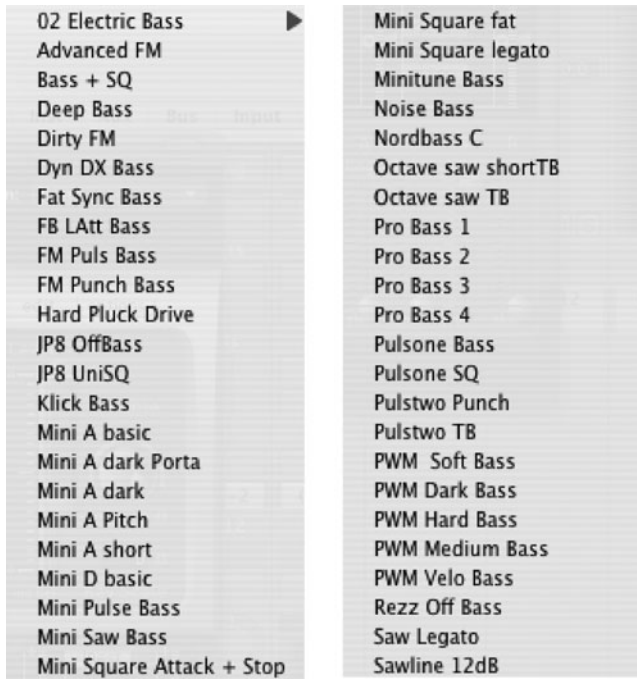 02 Electric Bass
Advanced FM
Bass + SQ
Deep Bass
Dirty FM
Dyn DX Bass
Fat Sync Bass
FB LAtt Bass
FM Puls Bass
FM Punch Bass
Hard Pluck Drive
JP8 OffBass
JP8 UniSQ
Klick Bass
Mini A basic
Mini A dark Porta
Mini A dark
Mini A Pitch
Mini A short
Mini D basic
Mini Pulse Bass
Mini Saw Bass
Mini Square Attack + Stop
Mini Square fat
Mini Square legato
Minitune Bass
Noise Bass
Nordbass C
Octave saw shortTB
Octave saw TB
Pro Bass 1
Pro Bass 2
Pro Bass 3
Pro Bass 4
Pulsone Bass
Pulsone SQ
Pulstwo Punch
Pulstwo TB
PWM  Soft Bass
PWM Dark Bass
PWM Hard Bass
PWM Medium Bass
PWM Velo Bass
Rezz Off Bass
Saw Legato
Sawline 12dB